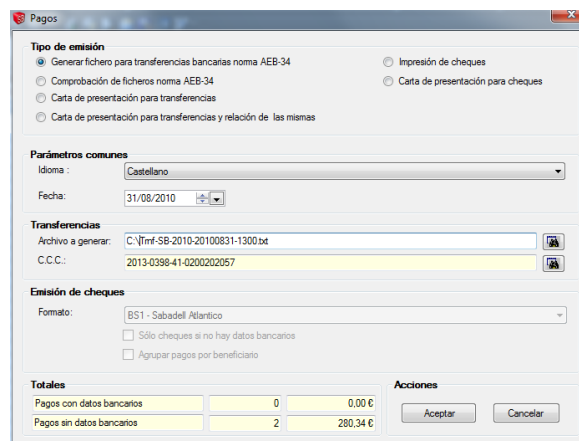 Pagos
Tipo de emisión
Generar fichero para transferencias bancarias norma AEB-34
Impresión de cheques
Comprobación de ficheros norma AEB-34
Carta de presentación para cheques
Carta de presentación para transferencias
Carta de presentación para transferencias y relación de las mismas
Parámetros comunes
Idioma :
Castellano
Fecha:
31/08/2010
Transferencias
Archivo a generar:
C:\Tmf-SB-2010-20100831-1300.txt
C.C.C.:
2013-0398-41-0200202057
Emisión de cheques
Formato:
BS1 - Sabadell Atlantico
Sólo cheques si no hay datos bancarios
Agrupar pagos por beneficiario
Totales
Pagos con datos bancarios 0 0,00 €
Pagos sin datos bancarios 2 280,34 €
Acciones
Aceptar
Cancelar